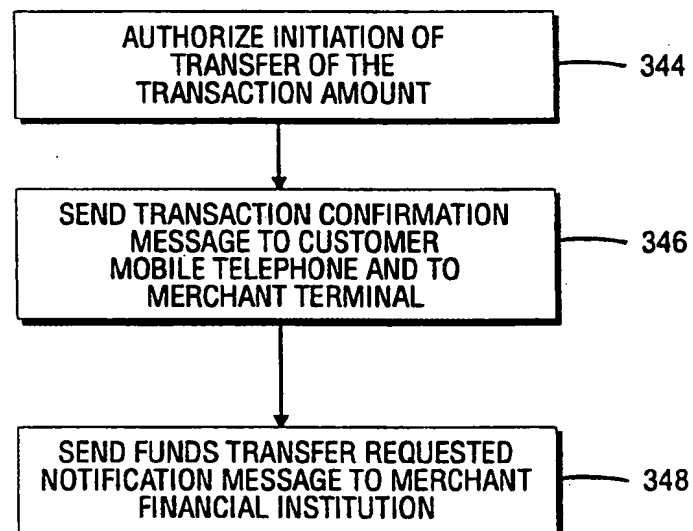 AUTHORIZE INITIATION OF
TRANSFER OF THE
TRANSACTION AMOUNT
344
SEND TRANSACTION CONFIRMATION
MESSAGE TO CUSTOMER
MOBILE TELEPHONE AND TO
MERCHANT TERMINAL
346
SEND FUNDS TRANSFER REQUESTED
NOTIFICATION MESSAGE TO MERCHANT
FINANCIAL INSTITUTION
348